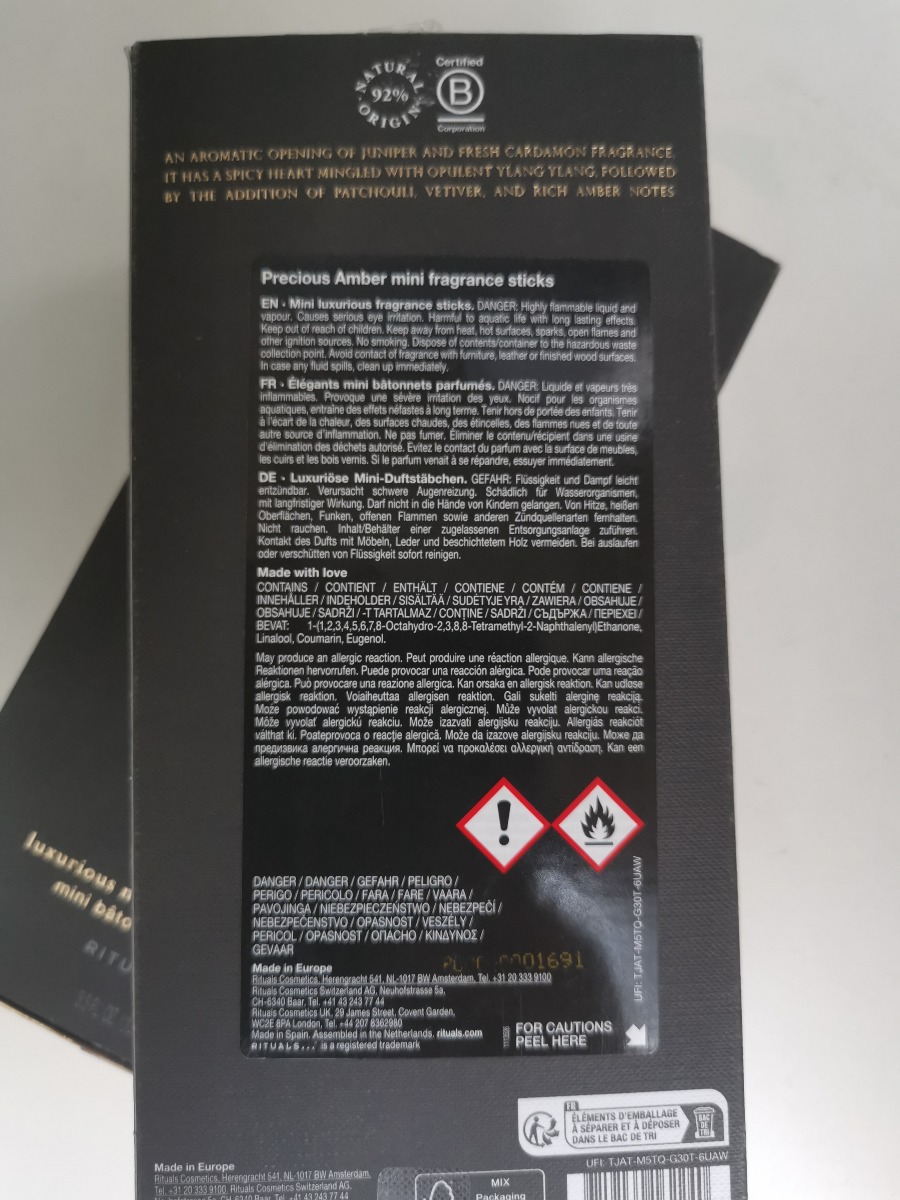 NATURAL
92%
ORIGIN
Certified
B
Corporation
AN AROMATIC OPENING OF JUNIPER AND FRESH CARDAMON FRAGRANCE,
IT HAS A SPICY HEART MINGLED WITH OPULENT YLANG YLANG, FOLLOWED
BY THE ADDITION OF PATCHOULI, VETIVER, AND RICH AMBER NOTES
Precious Amber mini fragrance sticks
EN • Mini luxurious fragrance sticks. DANGER: Highly flammable liquid and
vapour. Causes serious eye irritation. Harmful to aquatic life with long lasting effects.
Keep out of reach of children. Keep away from heat, hot surfaces, sparks, open flames and
other ignition sources. No smoking. Dispose of contents/container to the hazardous waste
collection point. Avoid contact of fragrance with furniture, leather or finished wood surfaces.
In case any fluid spills, clean up immediately.
FR • Élégants mini bâtonnets parfumés. DANGER: Liquide et vapeurs très
inflammables. Provoque une sévère irritation des yeux. Nocif pour les organismes
aquatiques, entraîne des effets néfastes à long terme. Tenir hors de portée des enfants. Tenir
à l'écart de la chaleur, des surfaces chaudes, des étincelles, des flammes nues et de toute
autre source d'inflammation. Ne pas fumer. Éliminer le contenu/récipient dans une usine
d'élimination des déchets autorisé. Evitez le contact du parfum avec la surface de meubles,
les cuirs et les bois vernis. Si le parfum venait à se répandre, essuyer immédiatement.
DE • Luxuriöse Mini-Duftstäbchen. GEFAHR: Flüssigkeit und Dampf leicht
entzündbar. Verursacht schwere Augenreizung. Schädlich für Wasserorganismen,
mit langfristiger Wirkung. Darf nicht in die Hände von Kindern gelangen. Von Hitze, heißen
Oberflächen, Funken, offenen Flammen sowie anderen Zündquellenarten fernhalten.
Nicht rauchen. Inhalt/Behälter einer zugelassenen Entsorgungsanlage zuführen.
Kontakt des Dufts mit Möbeln, Leder und beschichtetem Holz vermeiden. Bei auslaufen
oder verschütten von Flüssigkeit sofort reinigen.
Made with love
CONTAINS / CONTIENT / ENTHÄLT / CONTIENE / CONTÉM / CONTIENE /
INNEHÅLLER / INDEHOLDER / SISÄLTÄÄ / SUDĖTYJE YRA / ZAWIERA / OBSAHUJE /
OBSAHUJE / SADRŽI / -T TARTALMAZ / CONȚINE / SADRŽI / СЪДЪРЖА / ΠΕΡΙΕΧΕΙ /
BEVAT: 1-(1,2,3,4,5,6,7,8-Octahydro-2,3,8,8-Tetramethyl-2-Naphthalenyl)Ethanone,
Linalool, Coumarin, Eugenol.
May produce an allergic reaction. Peut produire une réaction allergique. Kann allergische
Reaktionen hervorrufen. Puede provocar una reacción alérgica. Pode provocar uma reação
alérgica. Può provocare una reazione allergica. Kan orsaka en allergisk reaktion. Kan udløse
allergisk reaktion. Voiaiheuttaa allergisen reaktion. Gali sukelti alerginę reakciją.
Może powodować wystąpienie reakcji alergicznej. Může vyvolat alergickou reakci.
Môže vyvolať alergickú reakciu. Može izazvati alergijsku reakciju. Allergiás reakciót
válthat ki. Poateprovoca o reacție alergică. Može da izazove alergijsku reakciju. Може да
предизвика алергична реакция. Μπορεί να προκαλέσει αλλεργική αντίδραση. Kan een
allergische reactie veroorzaken.
DANGER / DANGER / GEFAHR / PELIGRO /
PERIGO / PERICOLO / FARA / FARE / VAARA /
PAVOJINGA / NIEBEZPIECZEŃSTWO / NEBEZPEČÍ /
NEBEZPEČENSTVO / OPASNOST / VESZÉLY /
PERICOL / OPASNOST / ОПАСНО / ΚΙΝΔΥΝΟΣ /
GEVAAR
001691
Made in Europe
Rituals Cosmetics. Herengracht 541, NL-1017 BW Amsterdam, Tel. +31 20 333 9100
Rituals Cosmetics Switzerland AG, Neuhofstrasse 5a,
CH-6340 Baar, Tel. +41 43 243 77 44
Rituals Cosmetics UK, 29 James Street, Covent Garden,
WC2E 8PA London, Tel. +44 207 6362980
Made in Spain. Assembled in the Netherlands. rituals.com
RITUALS... is a registered trademark
FOR CAUTIONS
PEEL HERE
UFI: TJAT-M5TQ-G30T-6UAW
luxurious
mini bâto
RITU
FR
ÉLÉMENTS D'EMBALLAGE
À SÉPARER ET À DÉPOSER
DANS LE BAC DE TRI
BAC
DE
TRI
UFI: TJAT-M5TQ-G30T-6UAW
Made in Europe
Rituals Cosmetics, Herengracht 541, NL-1017 BW Amsterdam,
Tel. +31 20 333 9100, Rituals Cosmetics Switzerland AG,
CH-6340 Baar, Tel. +41 43 243 77 44
MIX
Packaging